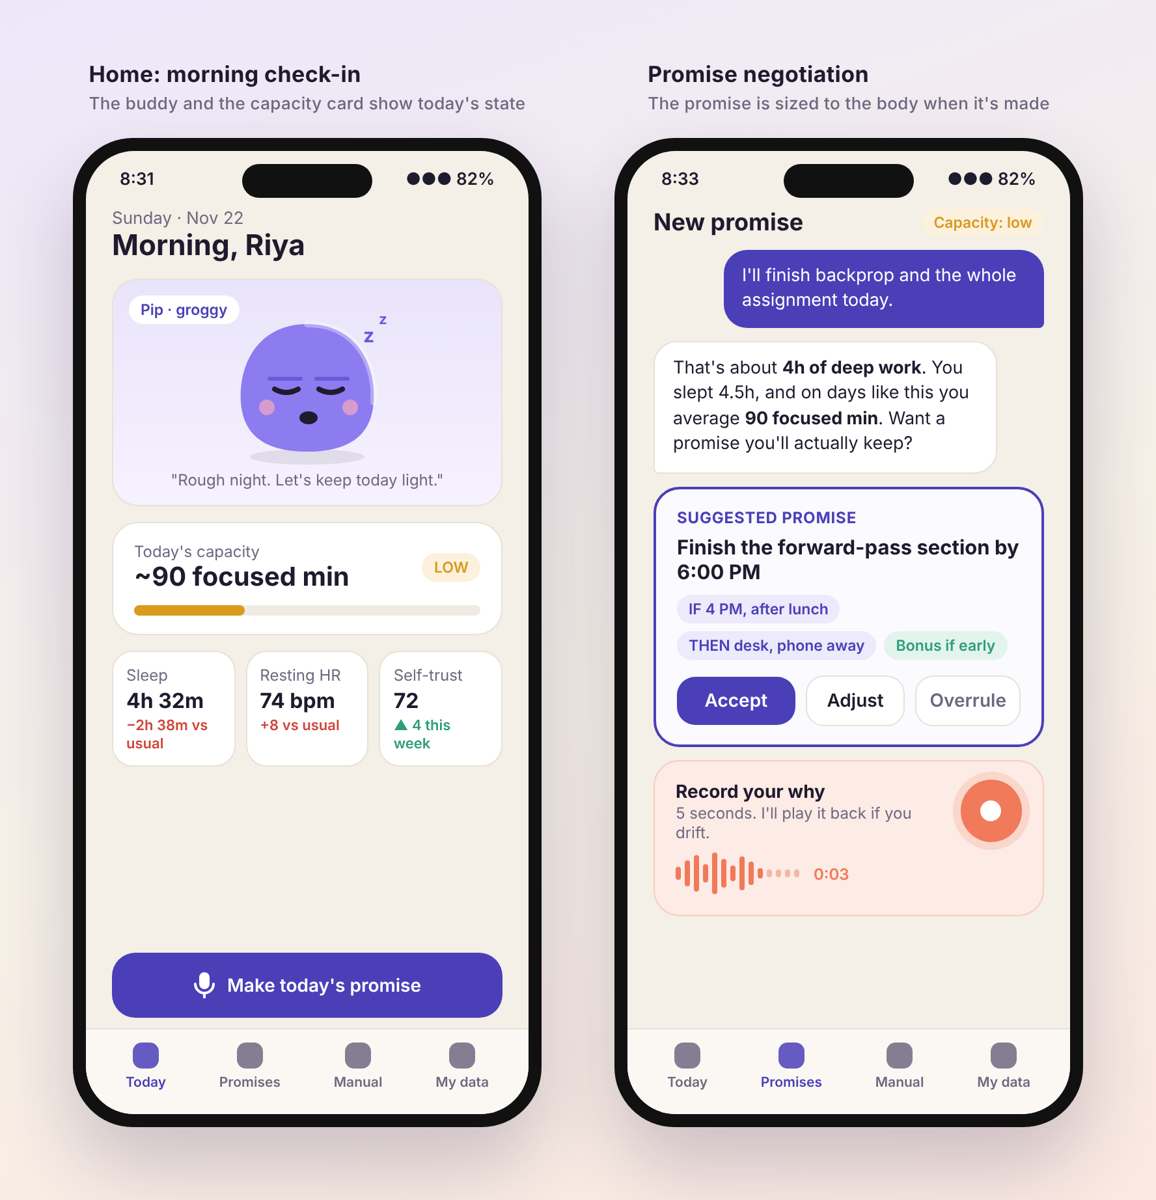 Home: morning check-in
The buddy and the capacity card show today's state
8:31
82%
Sunday · Nov 22
Morning, Riya
Pip · groggy
z
z
"Rough night. Let's keep today light."
Today's capacity
~90 focused min
LOW
Sleep
4h 32m
−2h 38m vs
usual
Resting HR
74 bpm
+8 vs usual
Self-trust
72
▲ 4 this
week
Make today's promise
Today
Promises
Manual
My data
Promise negotiation
The promise is sized to the body when it's made
8:33
82%
New promise
Capacity: low
I'll finish backprop and the whole
assignment today.
That's about 4h of deep work. You
slept 4.5h, and on days like this you
average 90 focused min. Want a
promise you'll actually keep?
SUGGESTED PROMISE
Finish the forward-pass section by
6:00 PM
IF 4 PM, after lunch
THEN desk, phone away
Bonus if early
Accept
Adjust
Overrule
Record your why
5 seconds. I'll play it back if you
drift.
0:03
Today
Promises
Manual
My data